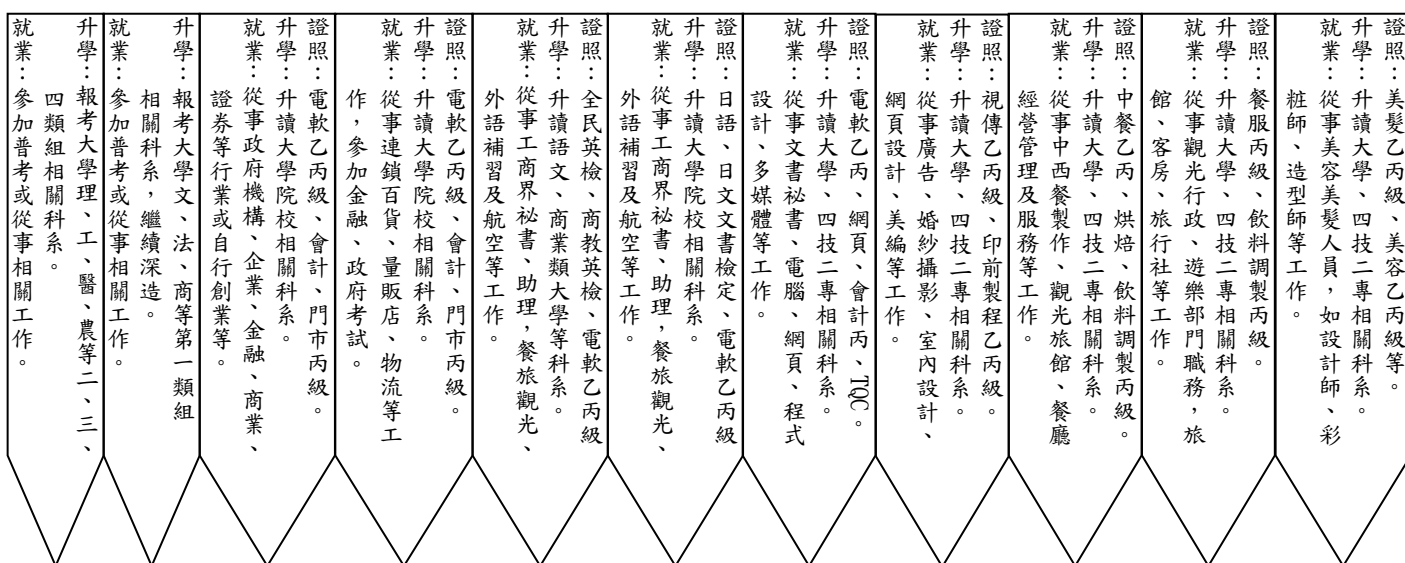 證照：美髮乙丙級、美容乙丙級等。
升學：升讀大學、四技二專相關科系。
就業：從事美容美髮人員，如設計師、彩
粧師、造型師等工作。
證照：餐服丙級、飲料調製丙級。
升學：升讀大學、四技二專相關科系。
就業：從事觀光行政、遊樂部門職務，旅
館、客房、旅行社等工作。
證照：中餐乙丙、烘焙、飲料調製丙級。
升學：升讀大學、四技二專相關科系。
就業：從事中西餐製作、觀光旅館、餐廳
經營管理及服務等工作。
證照：視傳乙丙級、印前製程乙丙級。
升學：升讀大學、四技二專相關科系。
就業：從事廣告、婚紗攝影、室內設計、
網頁設計、美編等工作。
證照：電軟乙丙、網頁、會計丙、TQC。
升學：升讀大學、四技二專相關科系。
就業：從事文書祕書、電腦、網頁、程式
設計、多媒體等工作。
證照：日語、日文文書檢定、電軟乙丙級
升學：升讀大學院校相關科系。
就業：從事工商界祕書、助理，餐旅觀光、
外語補習及航空等工作。
證照：全民英檢、商教英檢、電軟乙丙級
升學：升讀語文、商業類大學等科系。
就業：從事工商界祕書、助理，餐旅觀光、
外語補習及航空等工作。
證照：電軟乙丙級、會計、門市丙級。
升學：升讀大學院校相關科系。
就業：從事連鎖百貨、量販店、物流等工
作，參加金融、政府考試。
證照：電軟乙丙級、會計、門市丙級。
升學：升讀大學院校相關科系。
就業：從事政府機構、企業、金融、商業、
證券等行業或自行創業等。
升學：報考大學文、法、商等第一類組
相關科系，繼續深造。
就業：參加普考或從事相關工作。
升學：報考大學理、工、醫、農等二、三、
四類組相關科系。
就業：參加普考或從事相關工作。